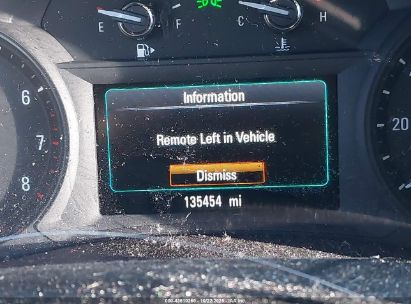 E F C H
6
7
8
20
Information
Remote Left in Vehicle
Dismiss
135454 mi